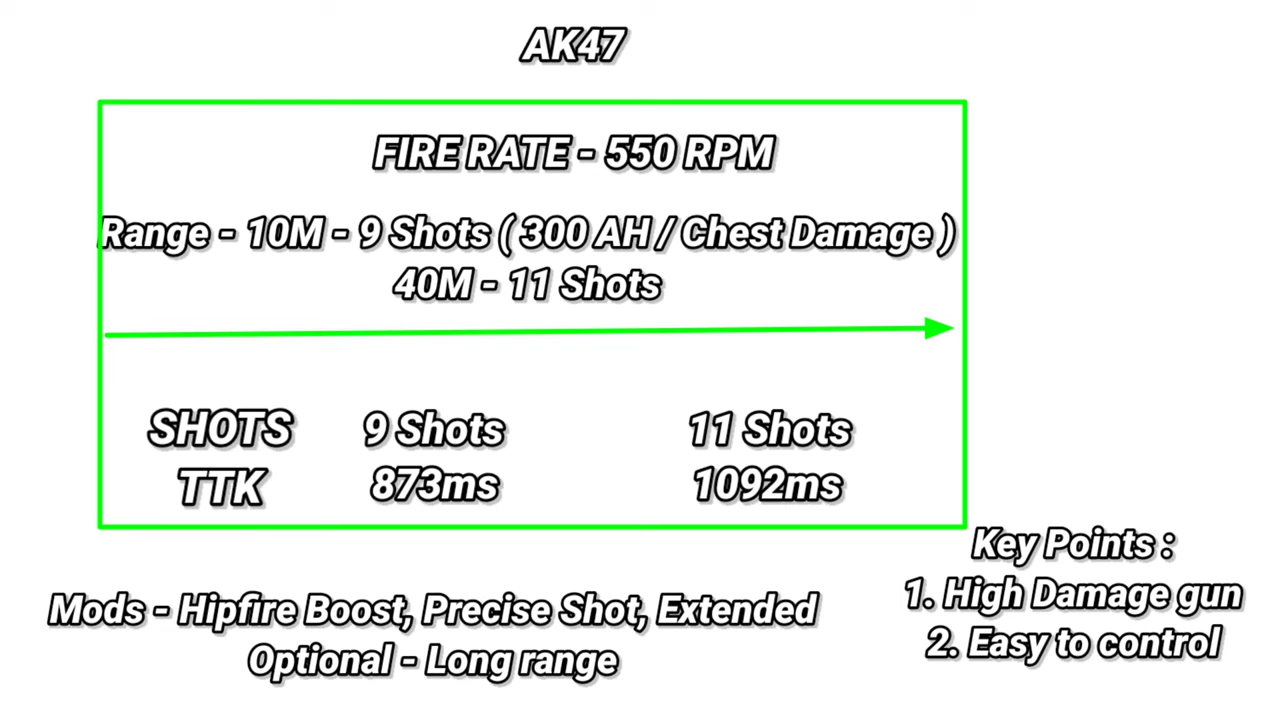 AK47
FIRE RATE - 550 RPM
Range - 10M - 9 Shots ( 300 AH / Chest Damage )
40M - 11 Shots
SHOTS 9 Shots 11 Shots
TTK 873ms 1092ms
Key Points :
1. High Damage gun
2. Easy to control
Mods - Hipfire Boost, Precise Shot, Extended
Optional - Long range